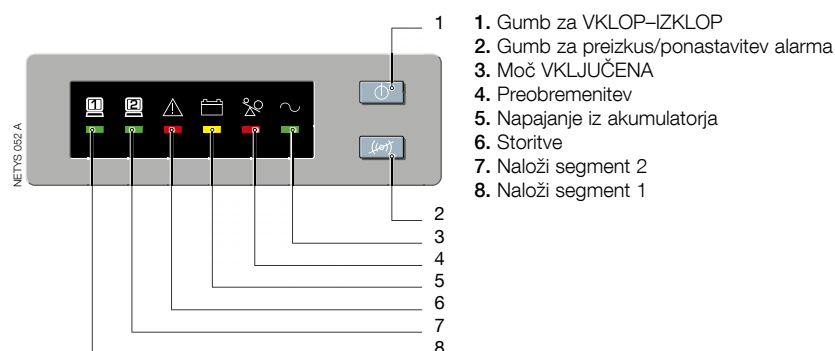 1
1. Gumb za VKLOP–IZKLOP
2. Gumb za preizkus/ponastavitev alarma
3. Moč VKLJUČENA
4. Preobremenitev
5. Napajanje iz akumulatorja
6. Storitve
7. Naloži segment 2
8. Naloži segment 1
1 2
NETYS 052 A
2
3
4
5
6
7
8